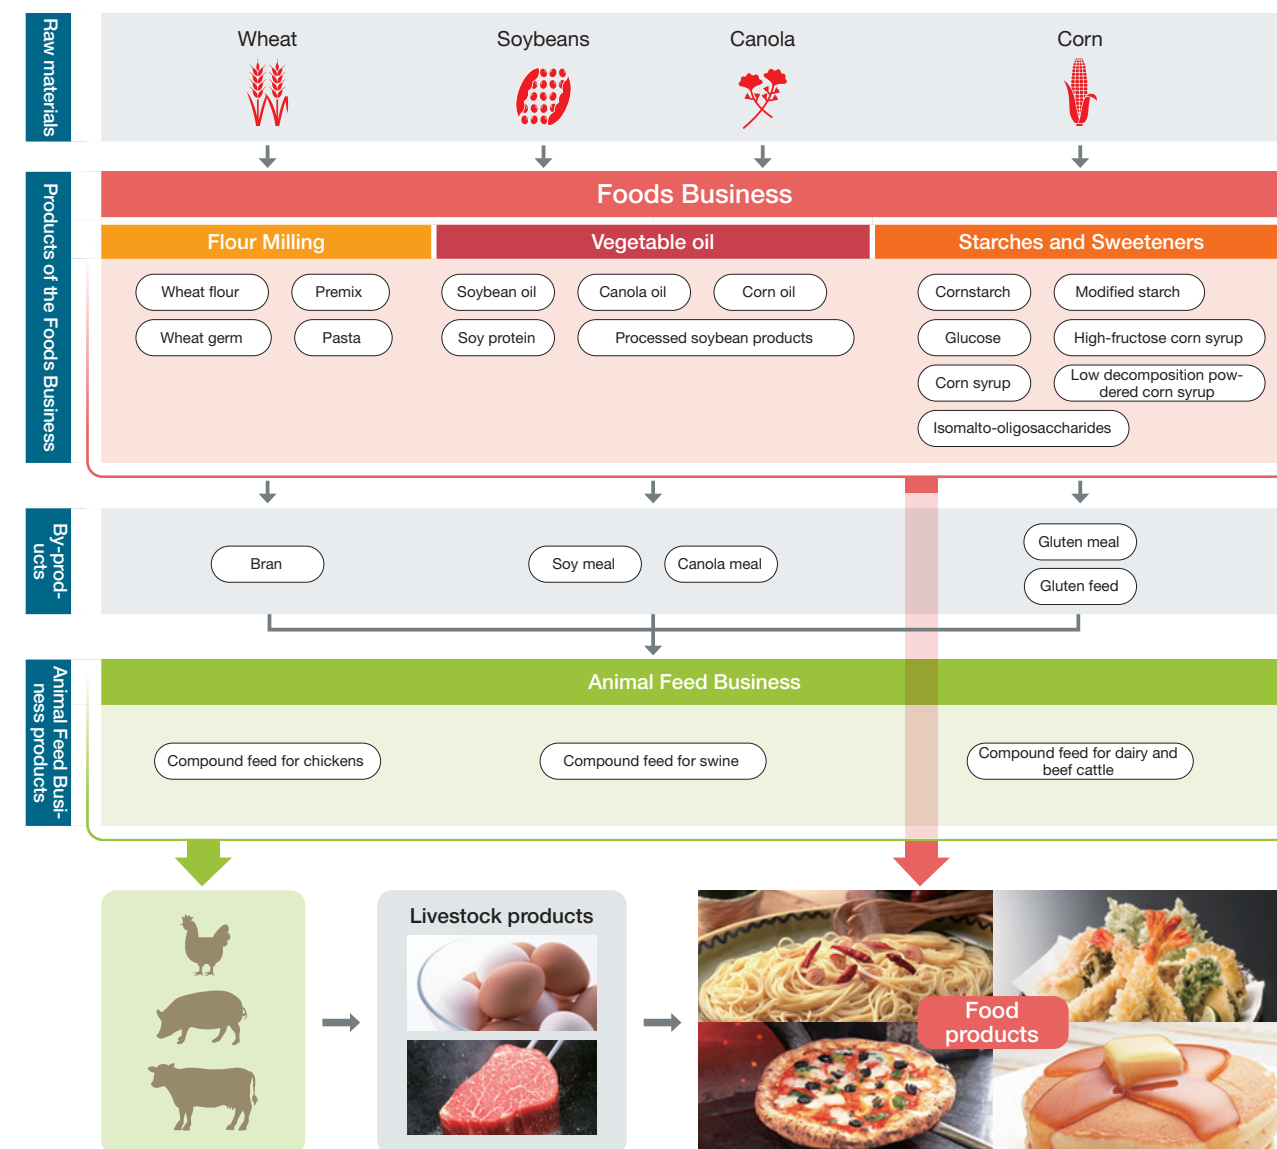 Raw materials
Wheat
Soybeans
Canola
Corn
Products of the Foods Business
Foods Business
Flour Milling
Vegetable oil
Starches and Sweeteners
Wheat flour
Premix
Wheat germ
Pasta
Soybean oil
Canola oil
Corn oil
Soy protein
Processed soybean products
Cornstarch
Modified starch
Glucose
High-fructose corn syrup
Corn syrup
Low decomposition pow-
dered corn syrup
Isomalto-oligosaccharides
By-prod-
ucts
Bran
Soy meal
Canola meal
Gluten meal
Gluten feed
Animal Feed Busi-
ness products
Animal Feed Business
Compound feed for chickens
Compound feed for swine
Compound feed for dairy and
beef cattle
Livestock products
Food
products